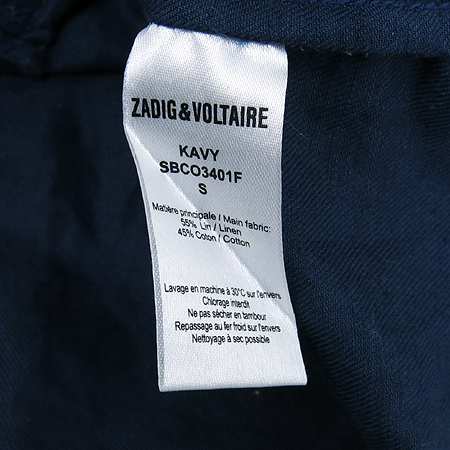 ZADIG&VOLTAIRE
KAVY
SBCO3401F
S
Matière principale / Main fabric:
55% Lin / Linen
45% Coton / Cotton
Lavage en machine à 30°C sur l'envers
Chlorage interdit
Ne pas sécher en tambour
Repassage au fer froid sur l'envers
Nettoyage à sec possible